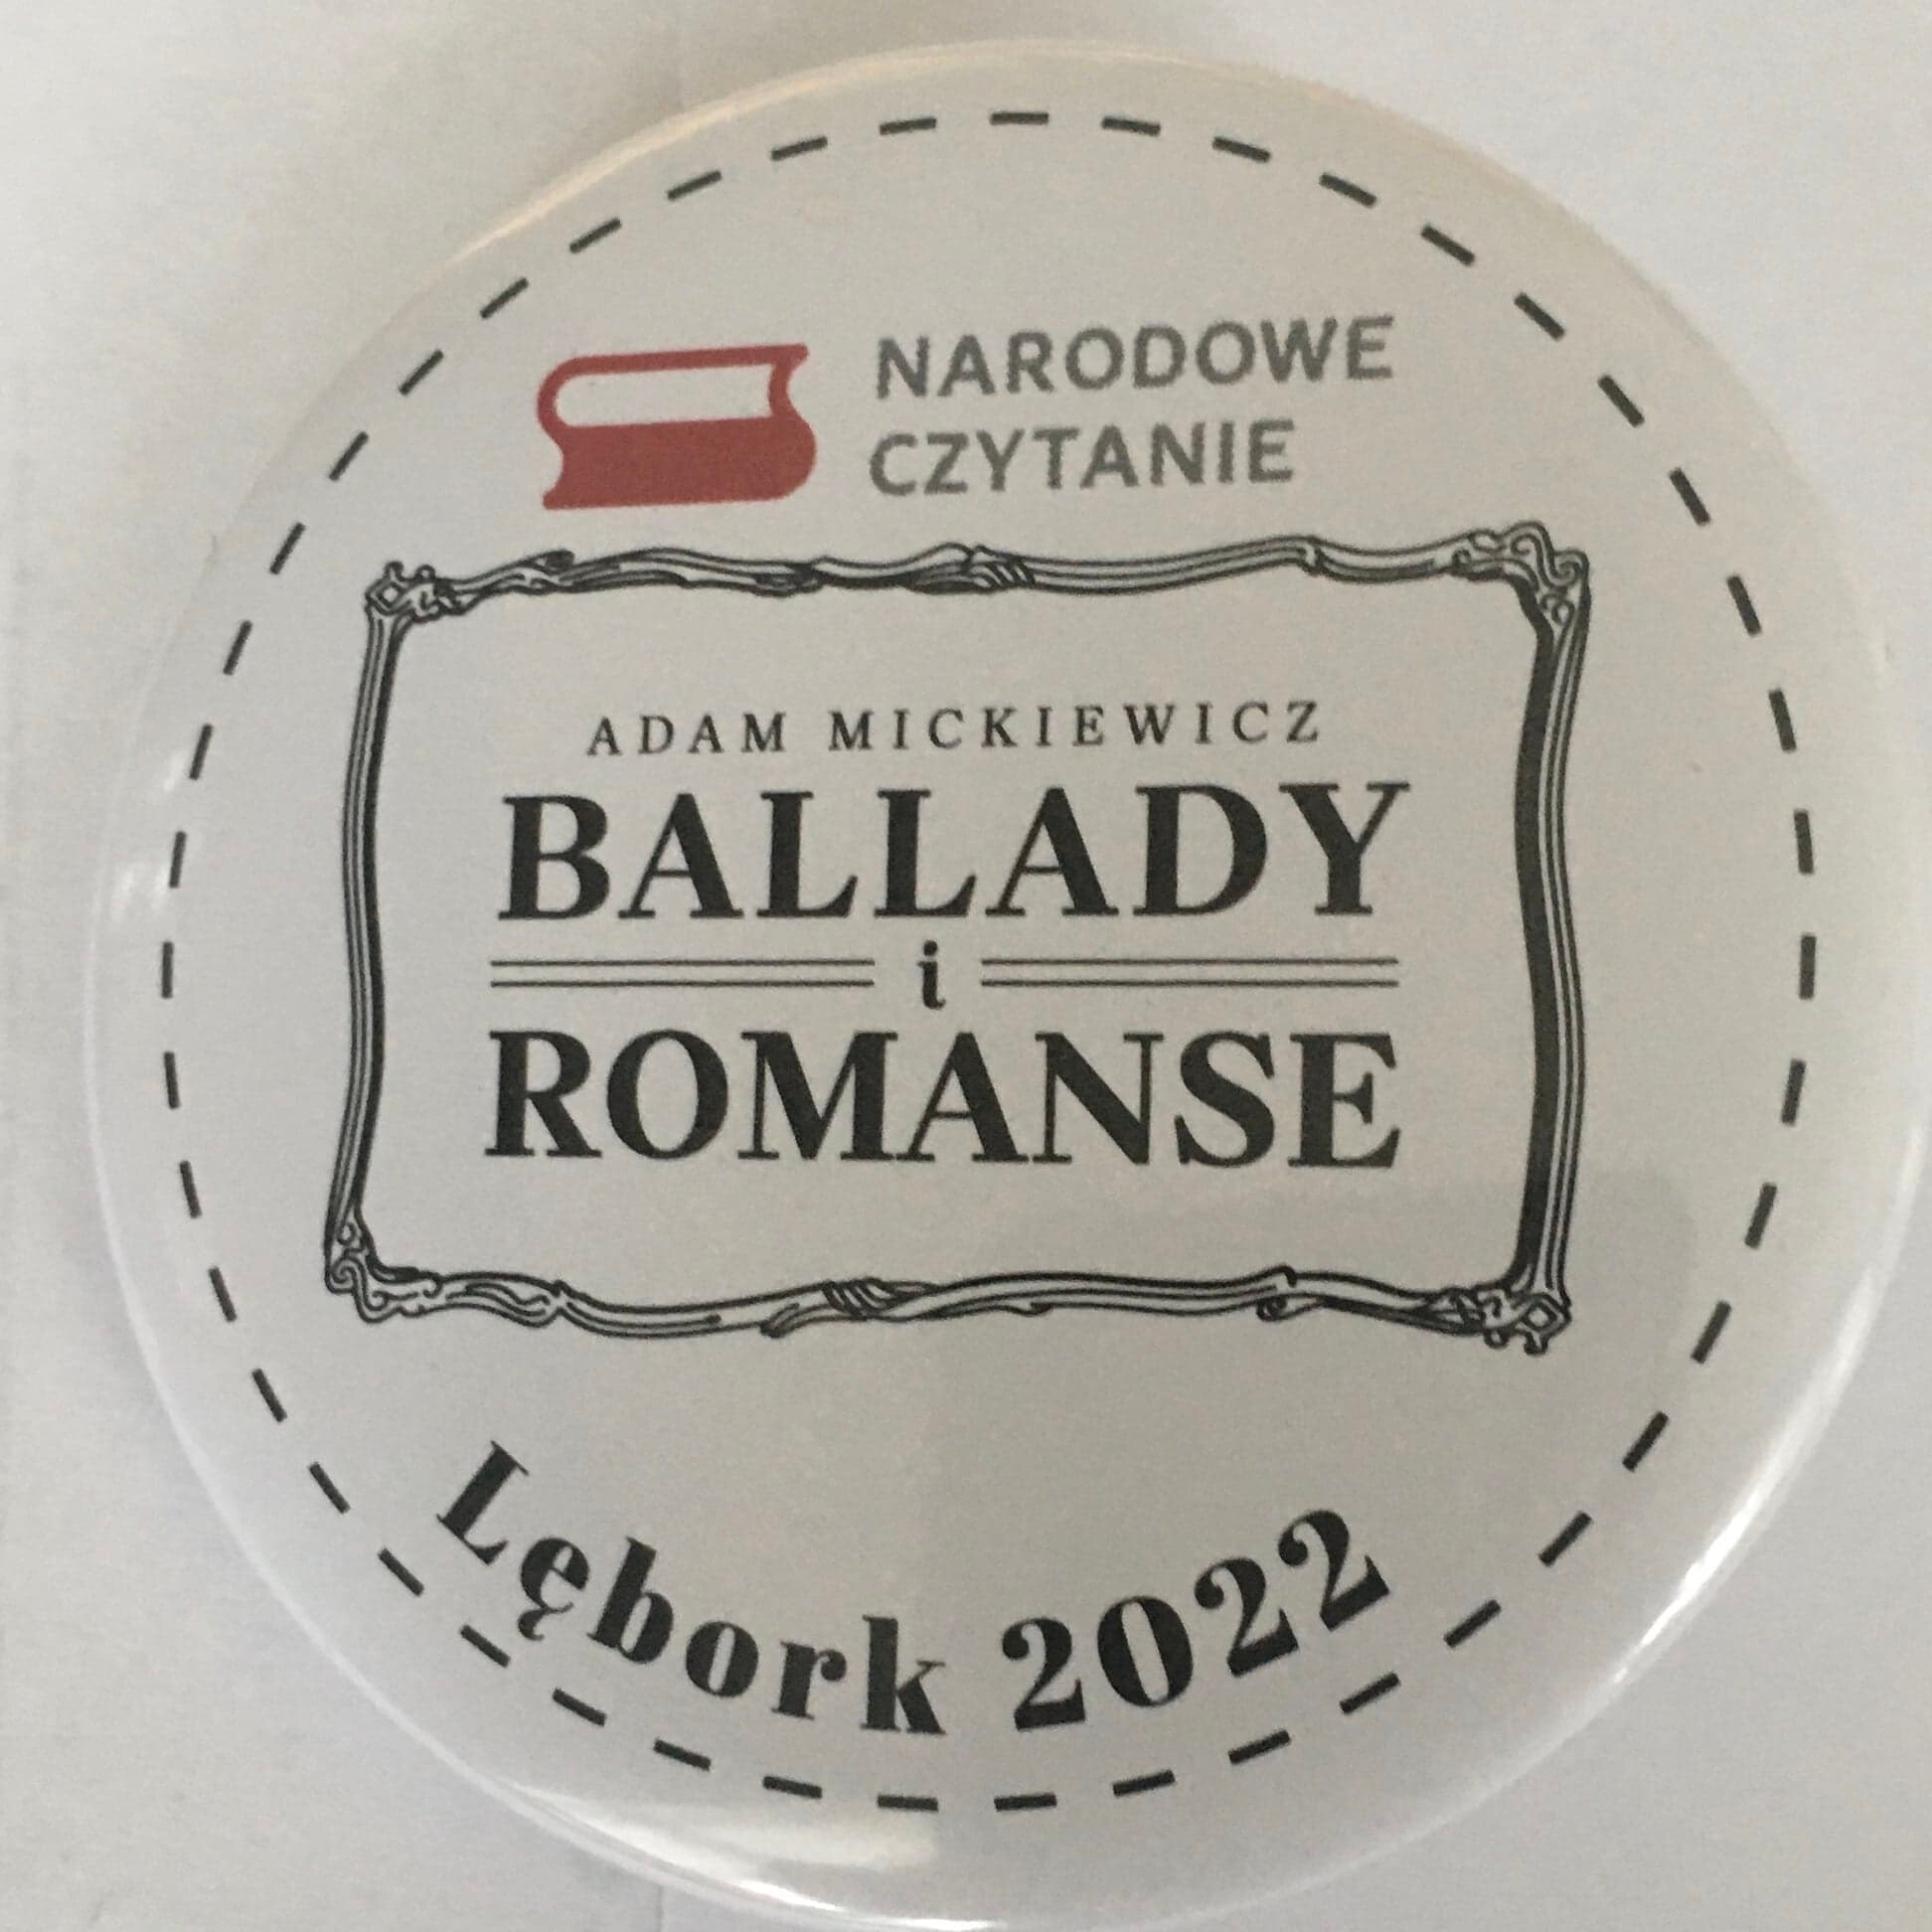 NARODOWE
CZYTANIE
ADAM MICKIEWICZ
BALLADY
i
ROMANSE
Lębork 2022